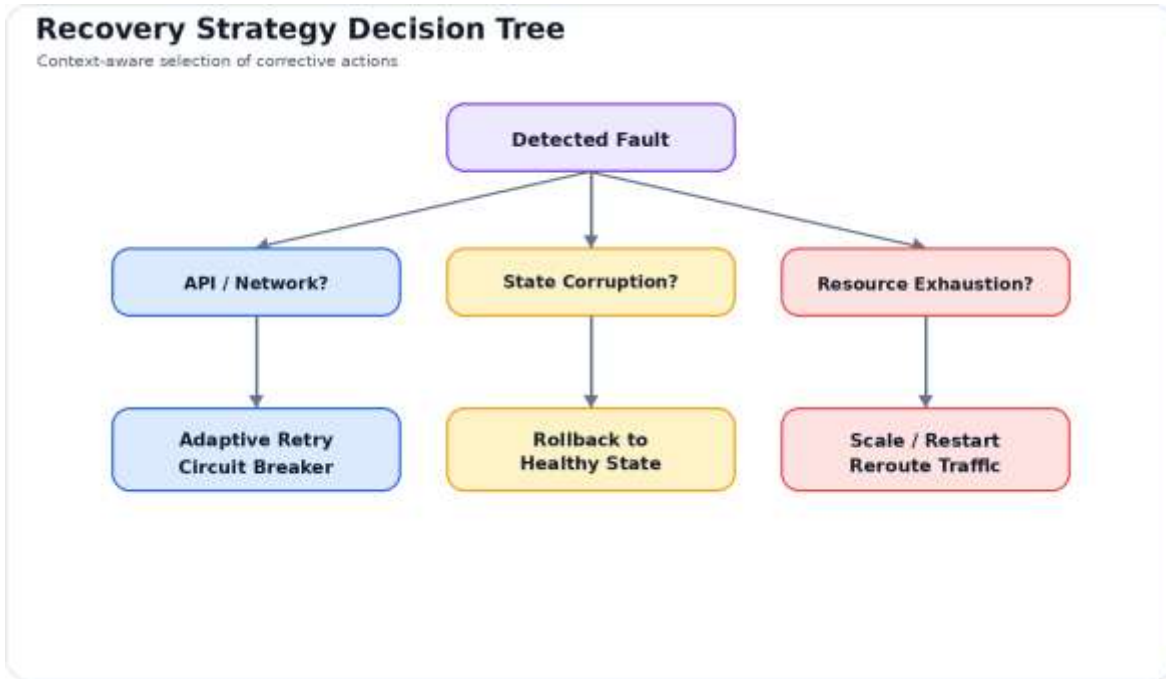 Recovery Strategy Decision Tree
Context-aware selection of corrective actions
Detected Fault
API / Network?
State Corruption?
Resource Exhaustion?
Adaptive Retry
Circuit Breaker
Rollback to
Healthy State
Scale / Restart
Reroute Traffic